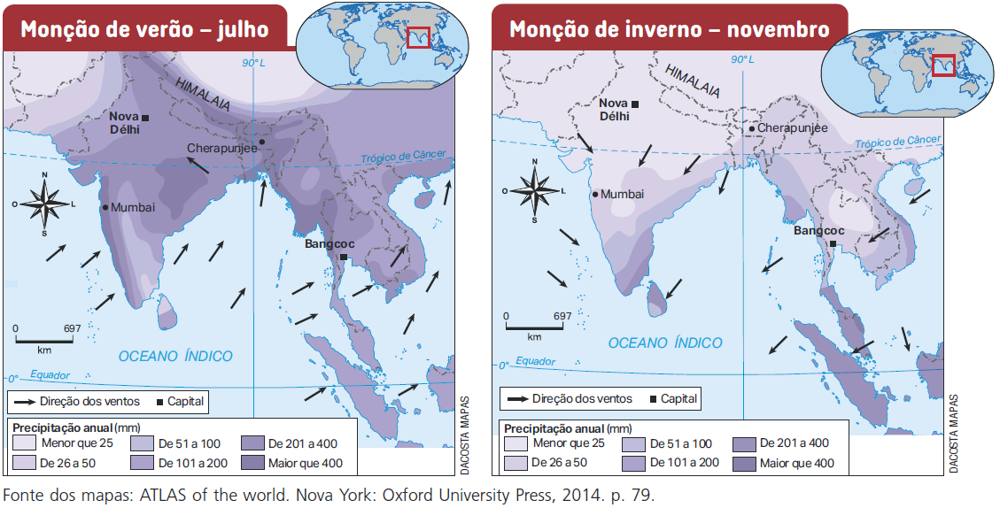 Monção de verão – julho
90° L
HIMALAIA
Nova
Délhi
Cherapunjee
Trópico de Câncer
N
O
L
S
Mumbai
Bangcoc
0
697
km
OCEANO ÍNDICO
0°
Equador
Direção dos ventos
Capital
Precipitação anual (mm)
Menor que 25
De 51 a 100
De 201 a 400
De 26 a 50
De 101 a 200
Maior que 400
DACOSTA MAPAS
Monção de inverno – novembro
90° L
HIMALAIA
Nova
Délhi
Cherapunjee
Trópico de Câncer
N
O
L
S
Mumbai
Bangcoc
0
697
km
OCEANO ÍNDICO
0°
Equador
Direção dos ventos
Capital
Precipitação anual (mm)
Menor que 25
De 51 a 100
De 201 a 400
De 26 a 50
De 101 a 200
Maior que 400
DACOSTA MAPAS
Fonte dos mapas: ATLAS of the world. Nova York: Oxford University Press, 2014. p. 79.